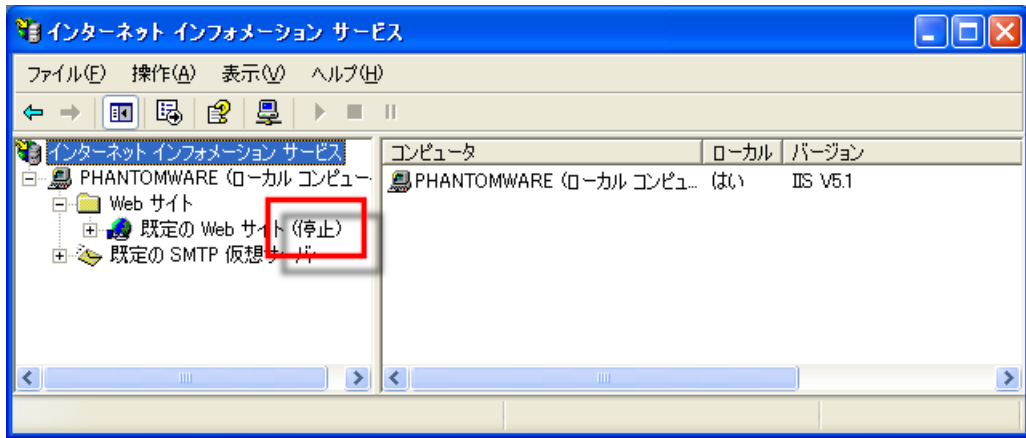 インターネット インフォメーション サービス
ファイル(F) 操作(A) 表示(V) ヘルプ(H)
インターネット インフォメーション サービス
PHANTOMWARE (ローカル コンピュー
Web サイト
既定の Web サイト (停止)
既定の SMTP 仮想サーバー
コンピュータ ローカル バージョン
PHANTOMWARE (ローカル コンピュ... はい IIS V5.1